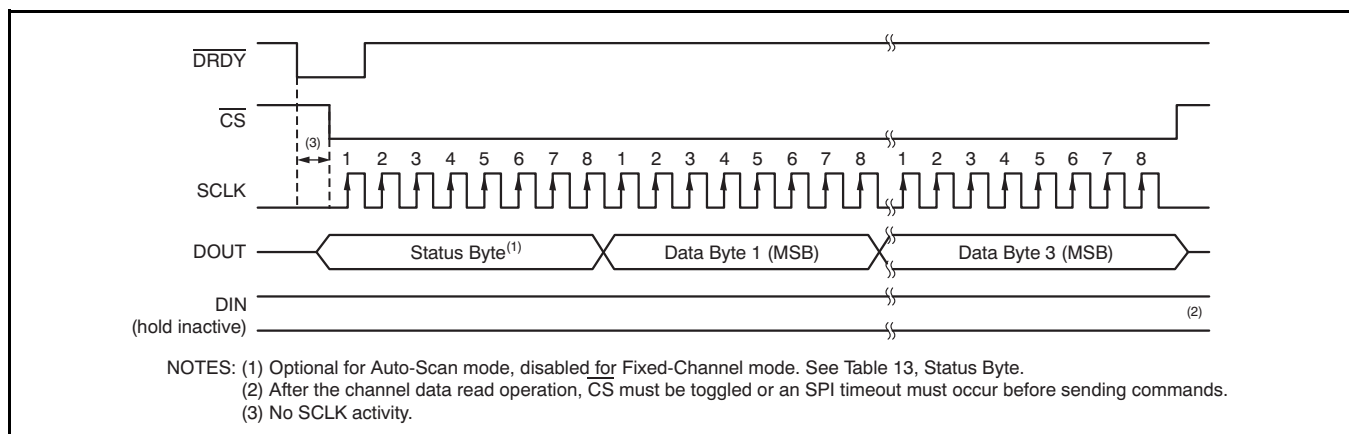 DRDY
CS
(3) 1 2 3 4 5 6 7 8 1 2 3 4 5 6 7 8 1 2 3 4 5 6 7 8
SCLK
DOUT Status Byte(1) Data Byte 1 (MSB) Data Byte 3 (MSB)
DIN
(hold inactive) (2)
NOTES: (1) Optional for Auto-Scan mode, disabled for Fixed-Channel mode. See Table 13, Status Byte.
(2) After the channel data read operation, CS must be toggled or an SPI timeout must occur before sending commands.
(3) No SCLK activity.